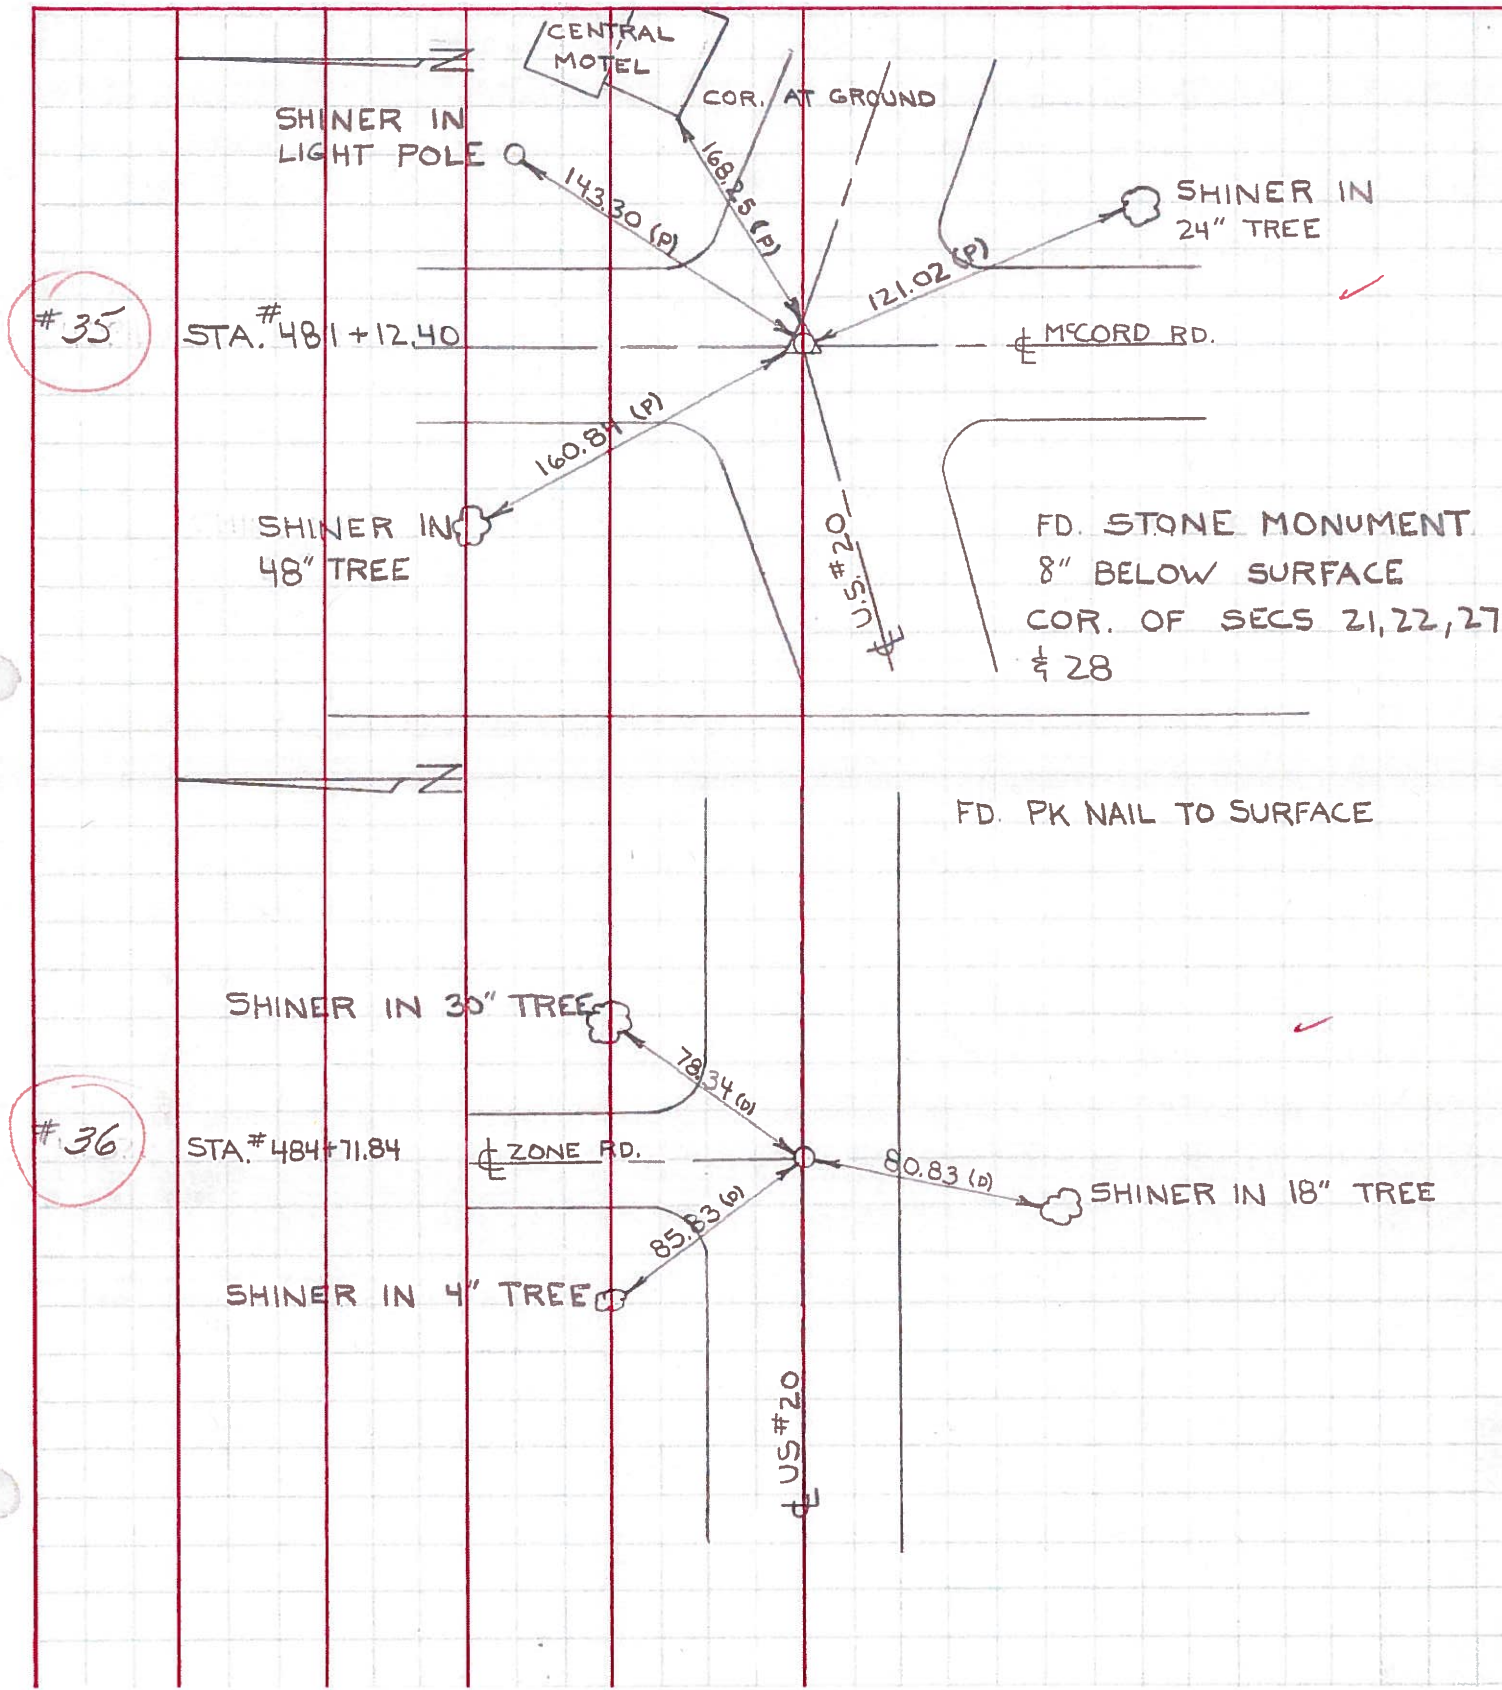 CENTRAL
MOTEL
COR. AT GROUND
SHINER IN
LIGHT POLE
143.30 (P)
168.25 (P)
SHINER IN
24" TREE
121.02 (P)
#35
STA.#481+12.40
℄ McCORD RD.
160.84 (P)
SHINER IN
48" TREE
℄ U.S. #20
FD. STONE MONUMENT
8" BELOW SURFACE
COR. OF SECS 21, 22, 27
& 28
FD. PK NAIL TO SURFACE
SHINER IN 30" TREE
78.34 (D)
#36
STA.#484+71.84
℄ ZONE RD.
80.83 (D)
SHINER IN 18" TREE
85.83 (D)
SHINER IN 4" TREE
℄ US #20